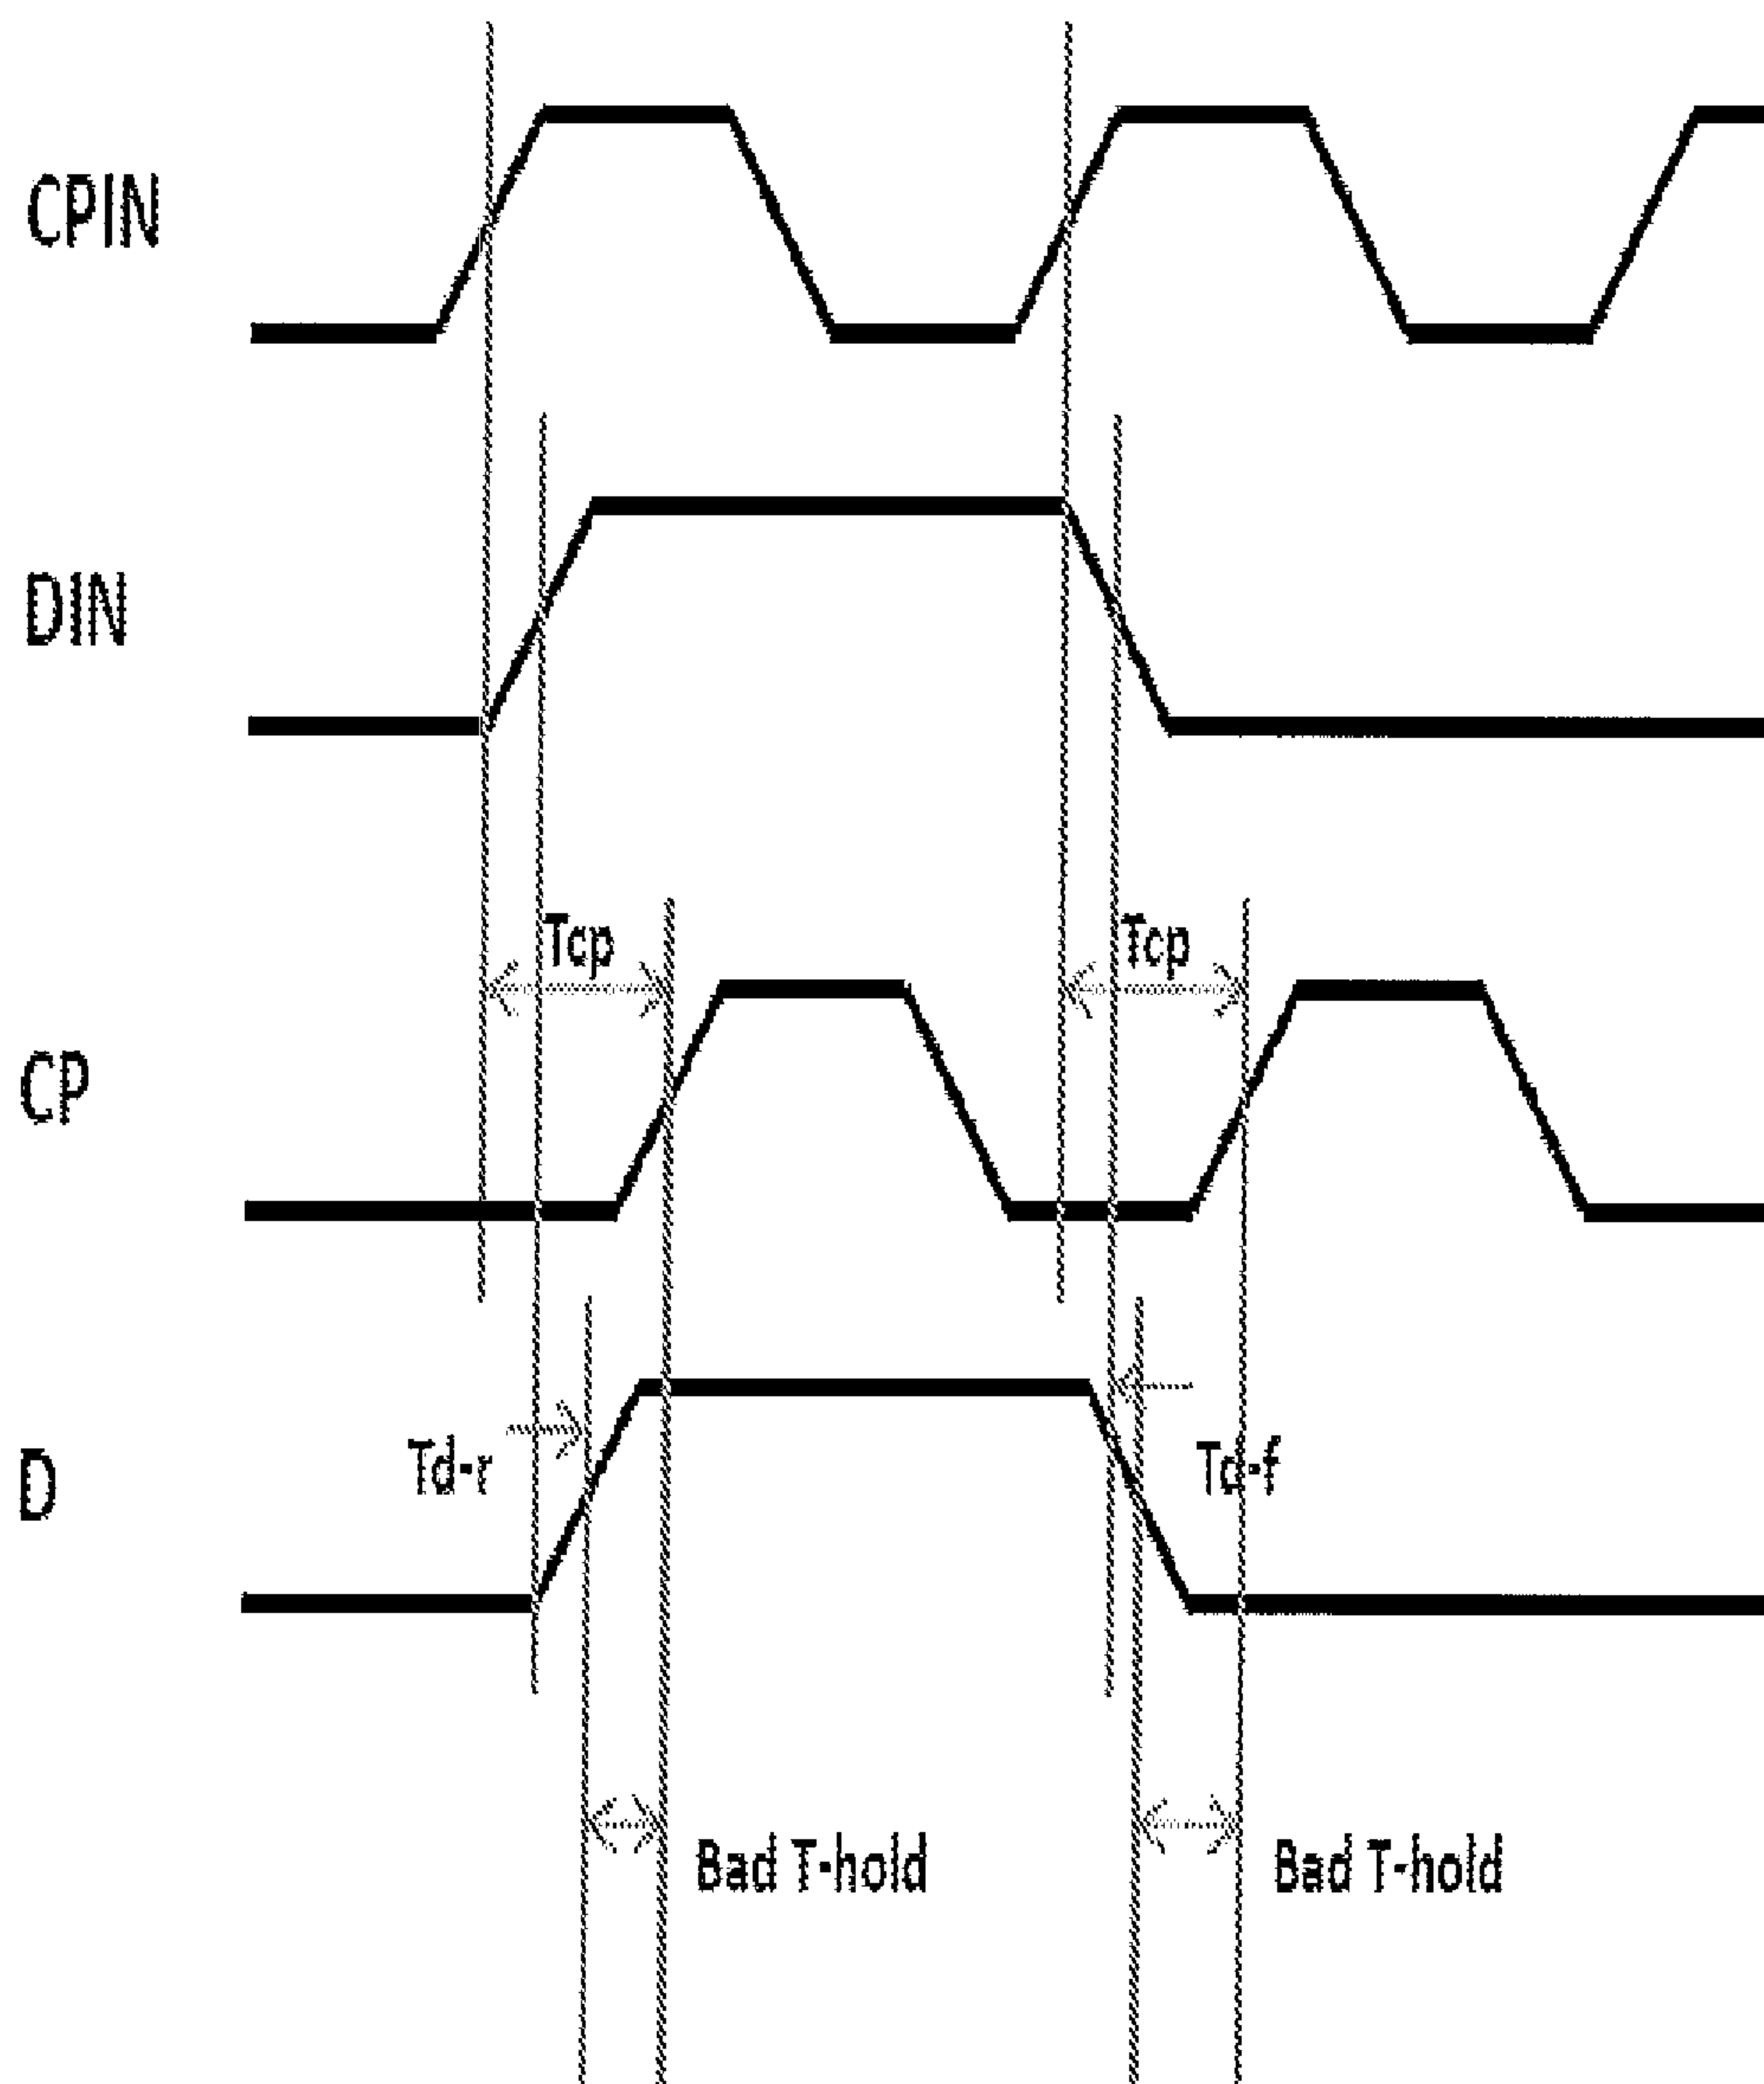 CPIN
DIN
Tcp Tcp
CP
D
Td-r Td-f
Bad T-hold Bad T-hold